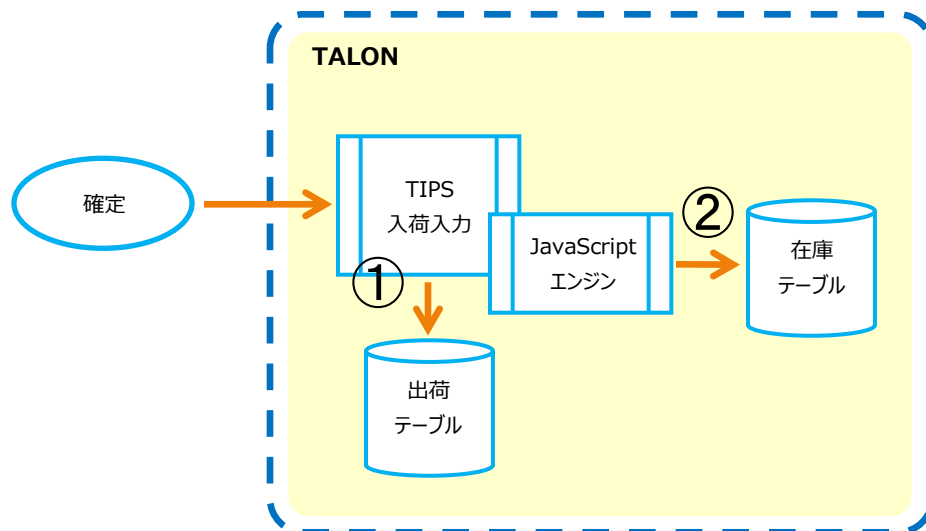 TALON
確定
TIPS
入荷入力
JavaScript
エンジン
②
在庫
テーブル
①
出荷
テーブル